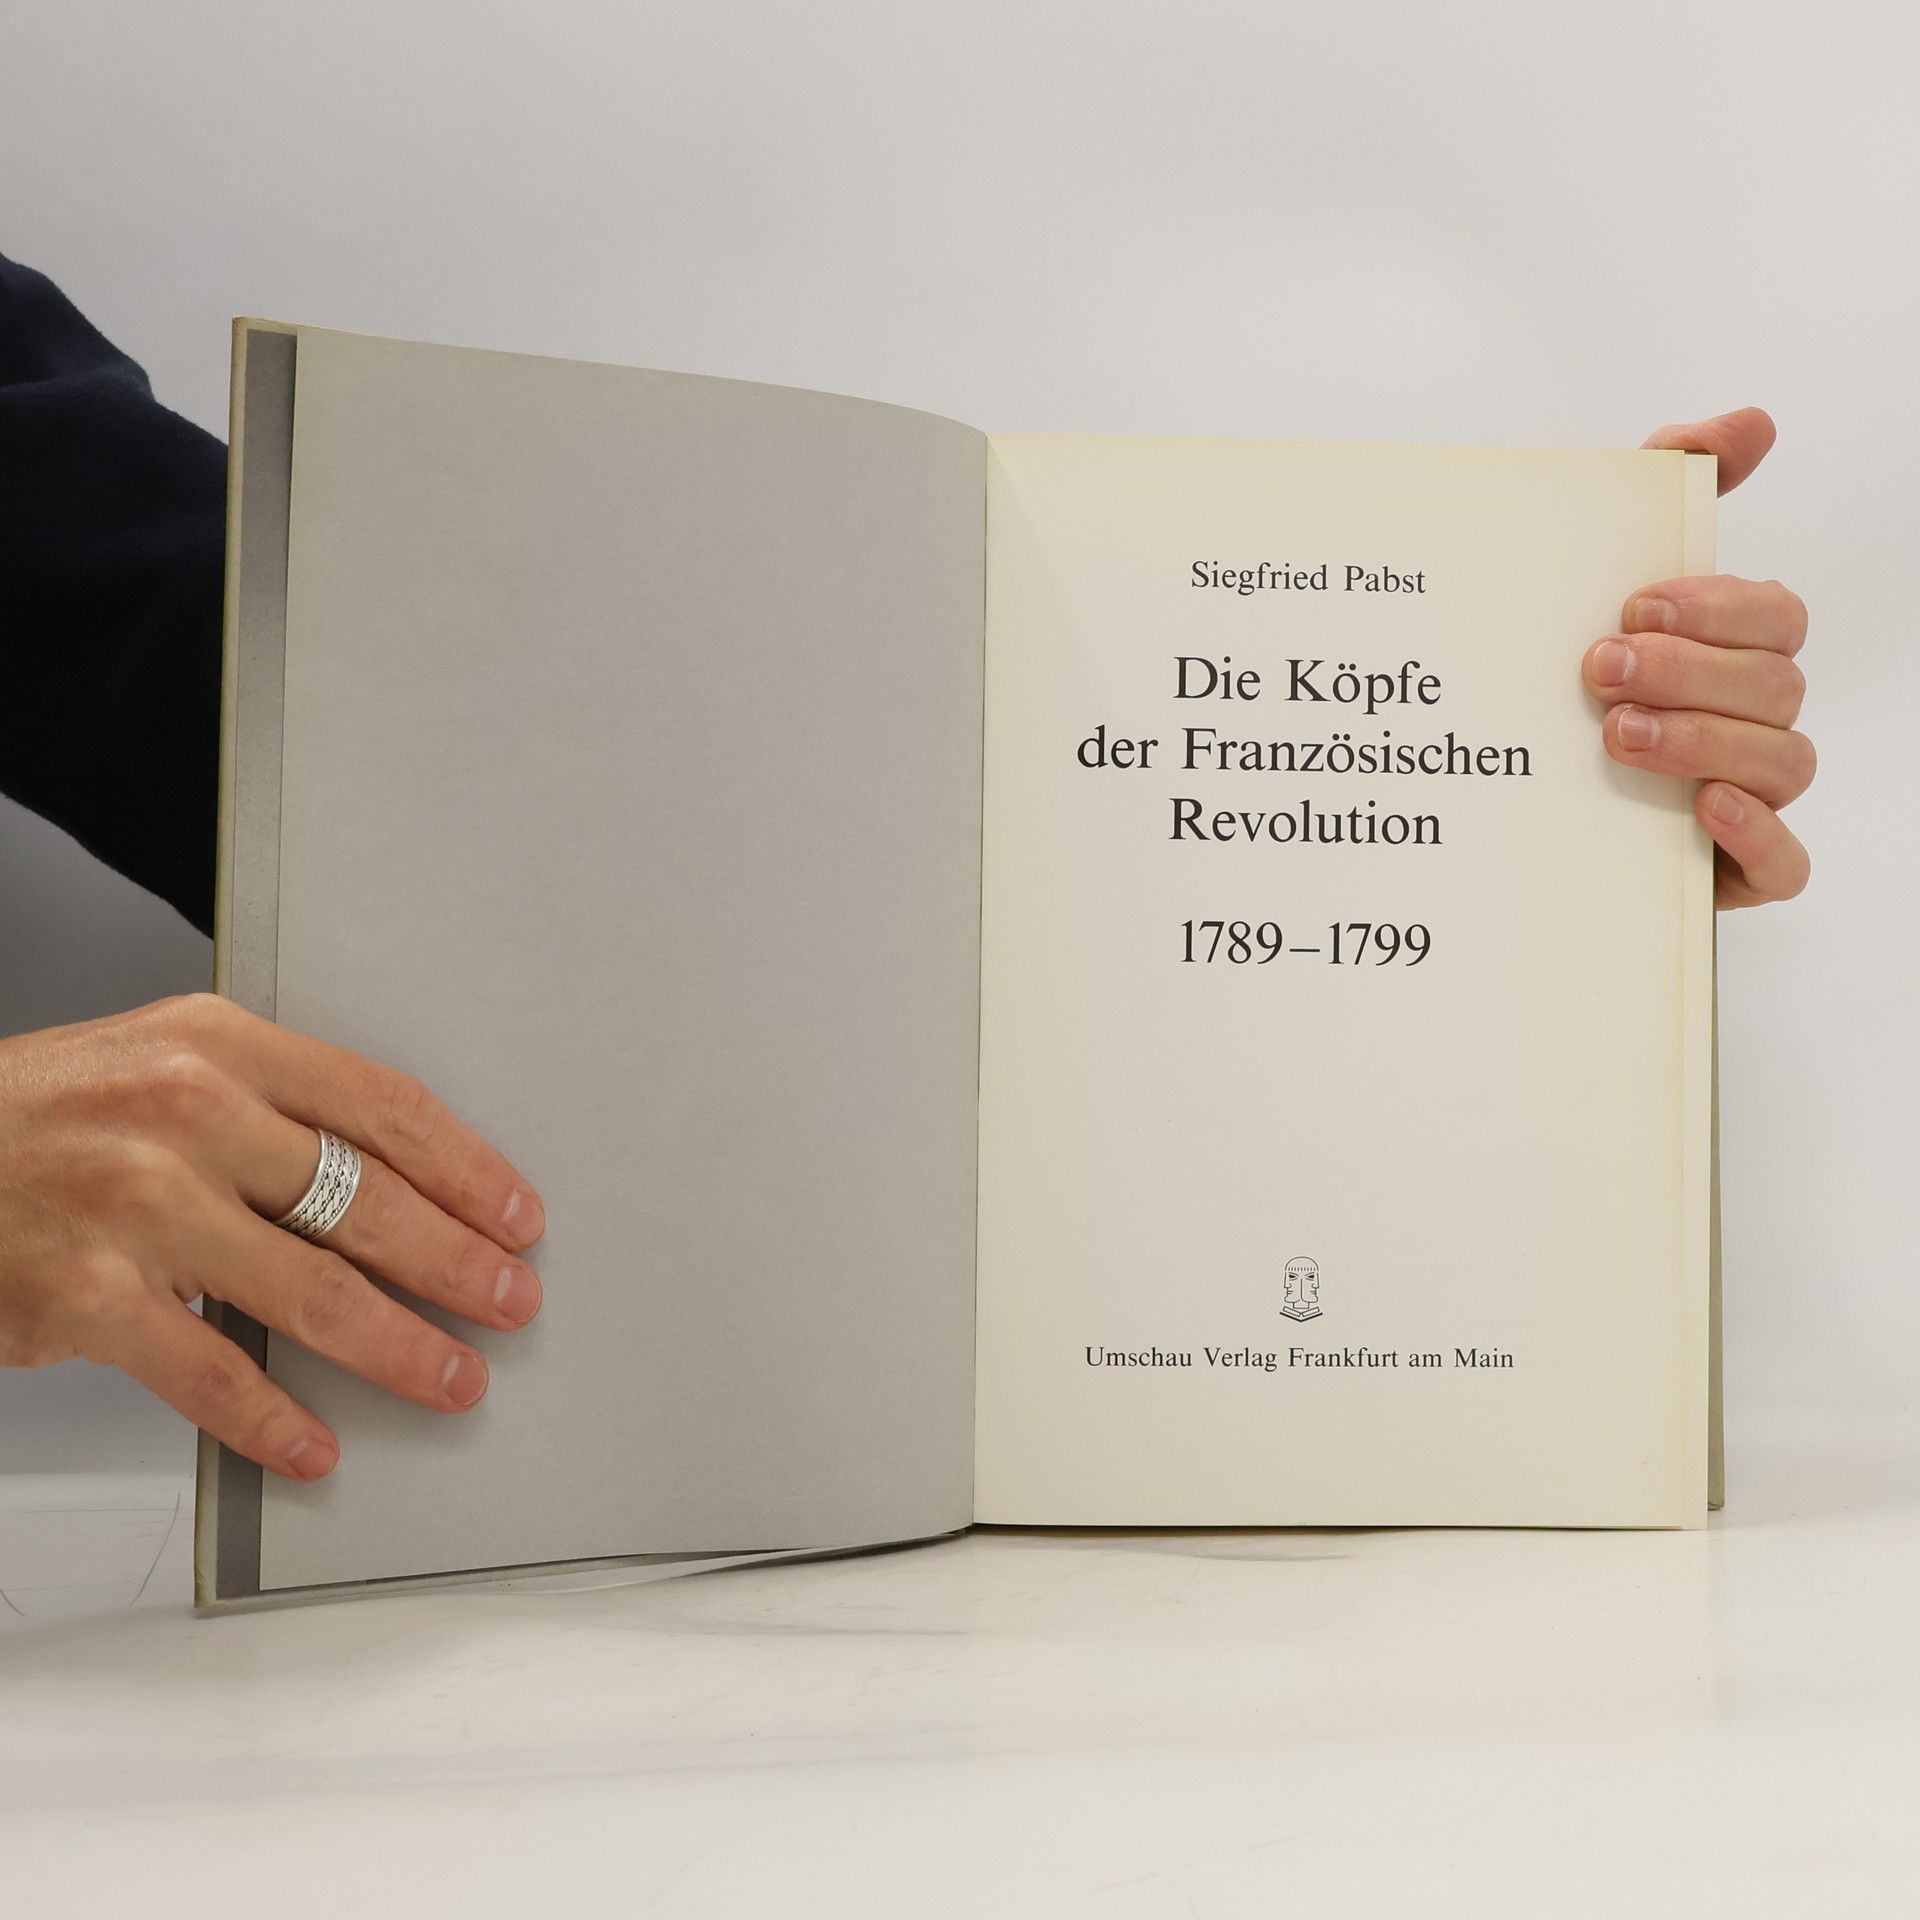 Siegfried Pabst
Die Köpfe
der Französischen
Revolution
1789–1799
Umschau Verlag Frankfurt am Main